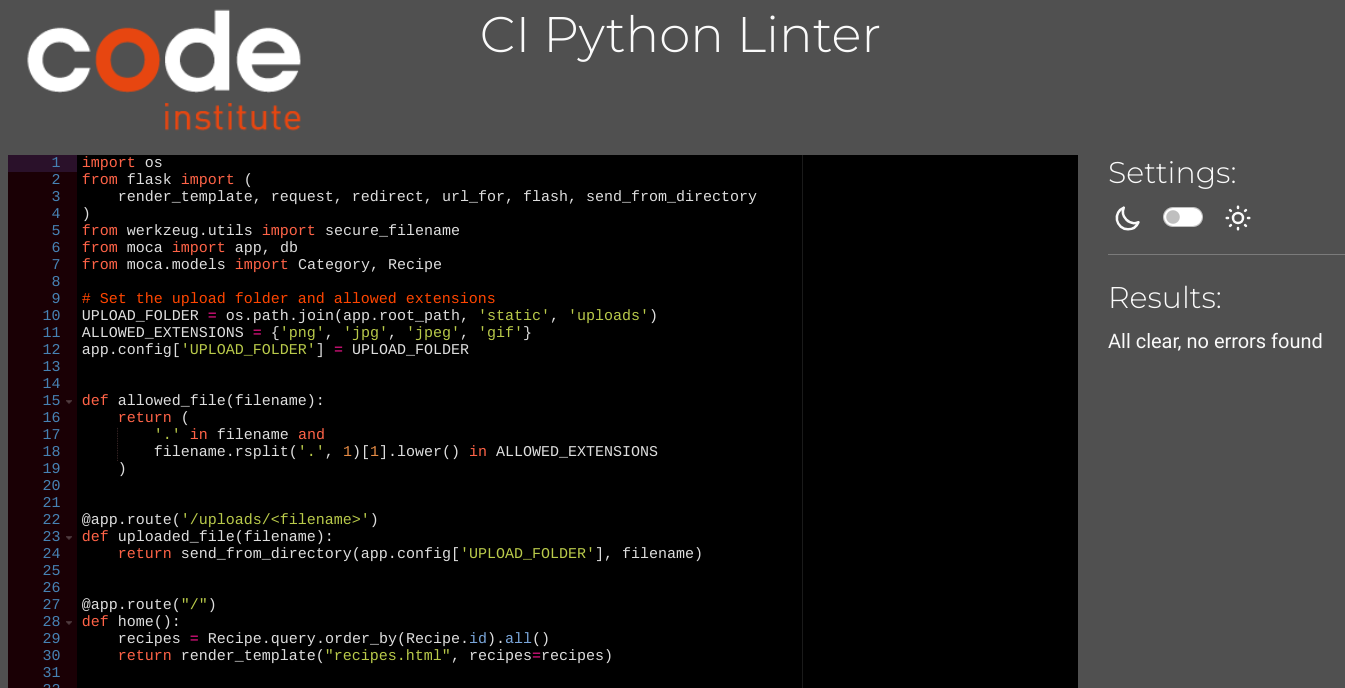 code
institute
CI Python Linter
1 import os
2 from flask import (
3     render_template, request, redirect, url_for, flash, send_from_directory
4 )
5 from werkzeug.utils import secure_filename
6 from moca import app, db
7 from moca.models import Category, Recipe
8
9 # Set the upload folder and allowed extensions
10 UPLOAD_FOLDER = os.path.join(app.root_path, 'static', 'uploads')
11 ALLOWED_EXTENSIONS = {'png', 'jpg', 'jpeg', 'gif'}
12 app.config['UPLOAD_FOLDER'] = UPLOAD_FOLDER
13
14
15 def allowed_file(filename):
16     return (
17         '.' in filename and
18         filename.rsplit('.', 1)[1].lower() in ALLOWED_EXTENSIONS
19     )
20
21
22 @app.route('/uploads/<filename>')
23 def uploaded_file(filename):
24     return send_from_directory(app.config['UPLOAD_FOLDER'], filename)
25
26
27 @app.route("/")
28 def home():
29     recipes = Recipe.query.order_by(Recipe.id).all()
30     return render_template("recipes.html", recipes=recipes)
31
Settings:
Results:
All clear, no errors found